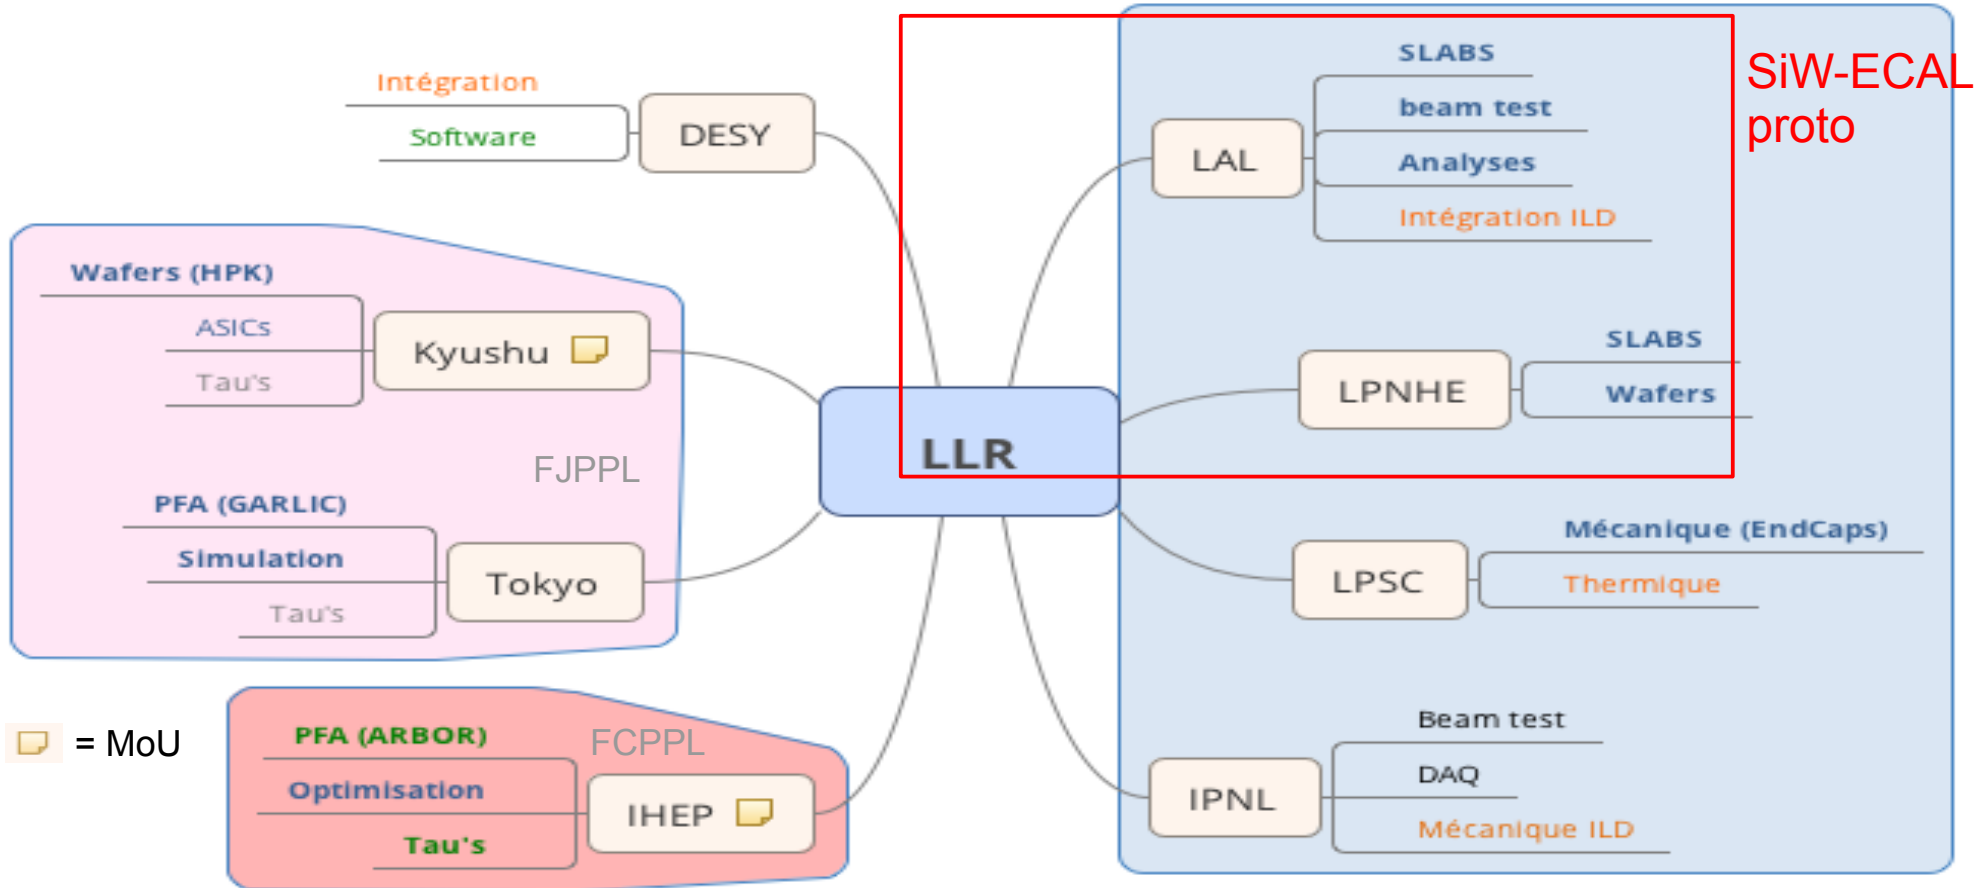 Intégration
Software
DESY
Wafers (HPK)
ASICs
Tau's
Kyushu
FJPPL
PFA (GARLIC)
Simulation
Tau's
Tokyo
= MoU
PFA (ARBOR)
Optimisation
Tau's
FCPPL
IHEP
LLR
SiW-ECAL
proto
LAL
SLABS
beam test
Analyses
Intégration ILD
LPNHE
SLABS
Wafers
LPSC
Mécanique (EndCaps)
Thermique
IPNL
Beam test
DAQ
Mécanique ILD